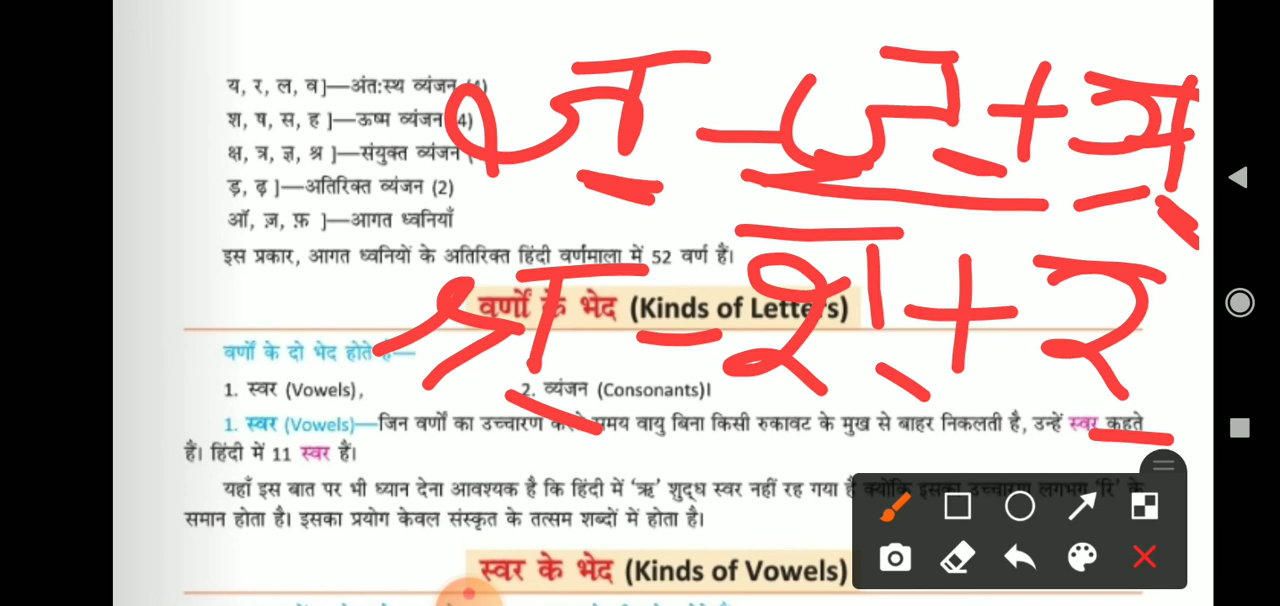 य, र, ल, व ]—अंत:स्थ व्यंजन (4)
श, ष, स, ह ]—ऊष्म व्यंजन (4)
क्ष, त्र, ज्ञ, श्र ]—संयुक्त व्यंजन (
ड़, ढ़ ]—अतिरिक्त व्यंजन (2)
ऑ, ज़, फ़ ]—आगत ध्वनियाँ
इस प्रकार, आगत ध्वनियों के अतिरिक्त हिंदी वर्णमाला में 52 वर्ण हैं।
ज्ञ – ज् + ञ
श्र – श् + र
वर्णों के भेद (Kinds of Letters)
वर्णों के दो भेद होते हैं—
1. स्वर (Vowels), 2. व्यंजन (Consonants)।
1. स्वर (Vowels)—जिन वर्णों का उच्चारण करते समय वायु बिना किसी रुकावट के मुख से बाहर निकलती है, उन्हें स्वर कहते
हैं। हिंदी में 11 स्वर हैं।
यहाँ इस बात पर भी ध्यान देना आवश्यक है कि हिंदी में ‘ऋ’ शुद्ध स्वर नहीं रह गया है क्योंकि इसका उच्चारण लगभग ‘रि’ के
समान होता है। इसका प्रयोग केवल संस्कृत के तत्सम शब्दों में होता है।
स्वर के भेद (Kinds of Vowels)